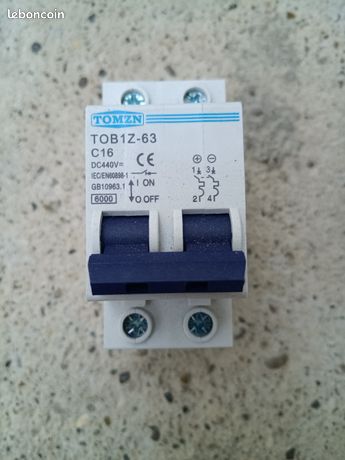 leboncoin
TOMZN
TOB1Z-63
C16
DC440V=
IEC/EN60898-1
GB10963.1
6000
CE
I ON
O OFF
+ -
1 3
2 4